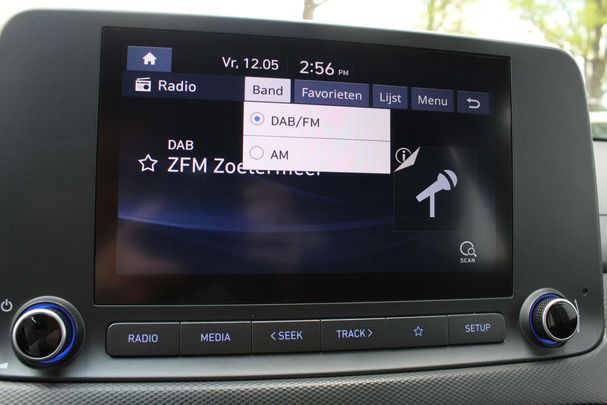 Vr, 12.05 2:56 PM
Radio Band Favorieten Lijst Menu
DAB/FM
AM
DAB
ZFM Zoetermeer
SCAN
RADIO MEDIA < SEEK TRACK > SETUP